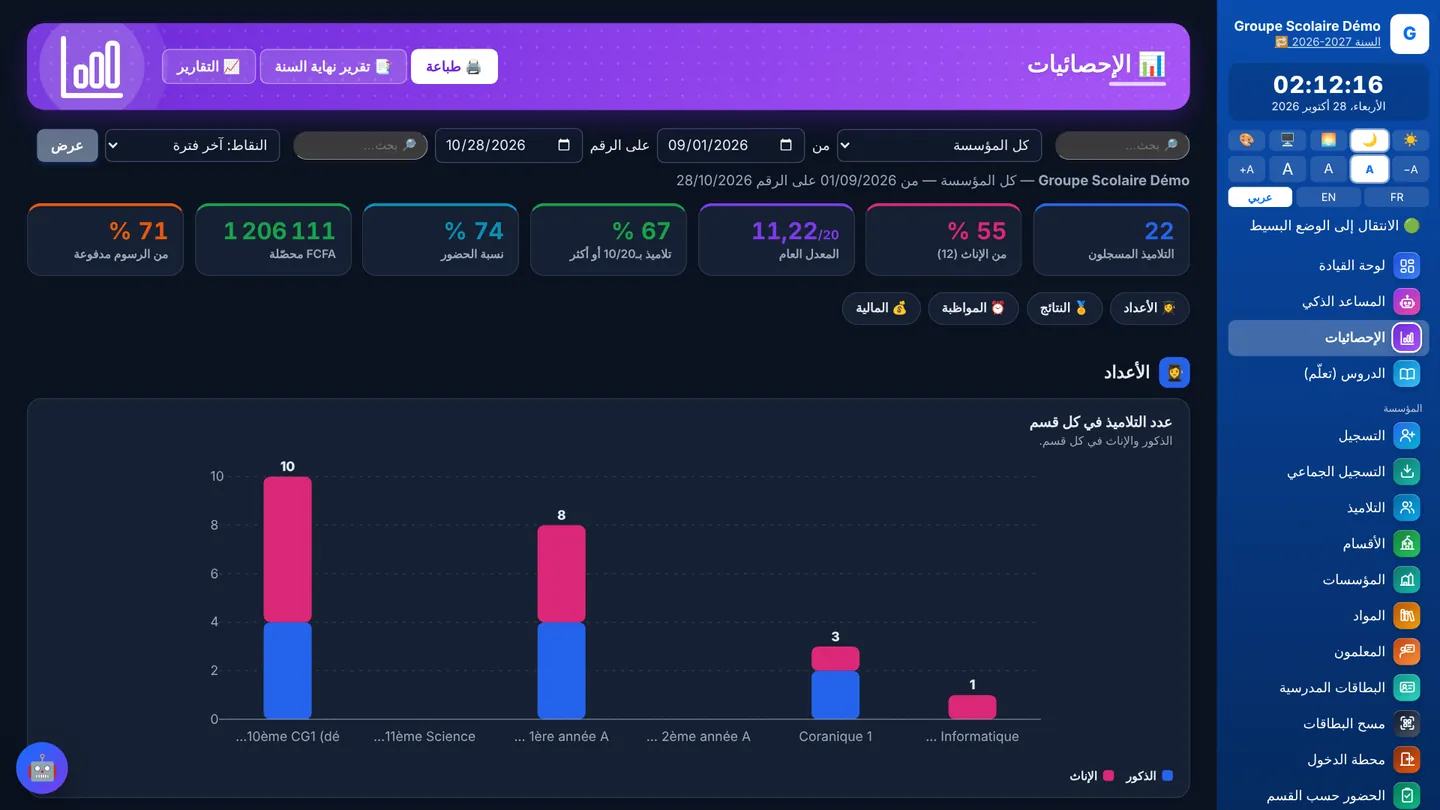 Groupe Scolaire Démo
السنة 2027-2026
02:12:16
الأربعاء، 28 أكتوبر 2026
A+
A
A
A
A−
عربي
EN
FR
الانتقال إلى الوضع البسيط
لوحة القيادة
المساعد الذكي
الإحصائيات
الدروس (تعلّم)
المؤسسة
التسجيل
التسجيل الجماعي
التلاميذ
الأقسام
المؤسسات
المواد
المعلمون
البطاقات المدرسية
مسح البطاقات
محطة الدخول
الحضور حسب القسم
الإحصائيات
طباعة
تقرير نهاية السنة
التقارير
بحث...
كل المؤسسة
من
09/01/2026
على الرقم
10/28/2026
بحث...
النقاط: آخر فترة
عرض
Groupe Scolaire Démo — كل المؤسسة — من 01/09/2026 على الرقم 28/10/2026
22
التلاميذ المسجلون
55 %
من الإناث (12)
11,22/20
المعدل العام
67 %
تلاميذ بـ10/20 أو أكثر
74 %
نسبة الحضور
1 206 111
FCFA محصّلة
71 %
من الرسوم مدفوعة
الأعداد
النتائج
المواظبة
المالية
الأعداد
عدد التلاميذ في كل قسم
الذكور والإناث في كل قسم.
10
8
6
4
2
0
10
8
3
1
...10ème CG1 (dé
...11ème Science
... 1ère année A
... 2ème année A
Coranique 1
... Informatique
الذكور
الإناث